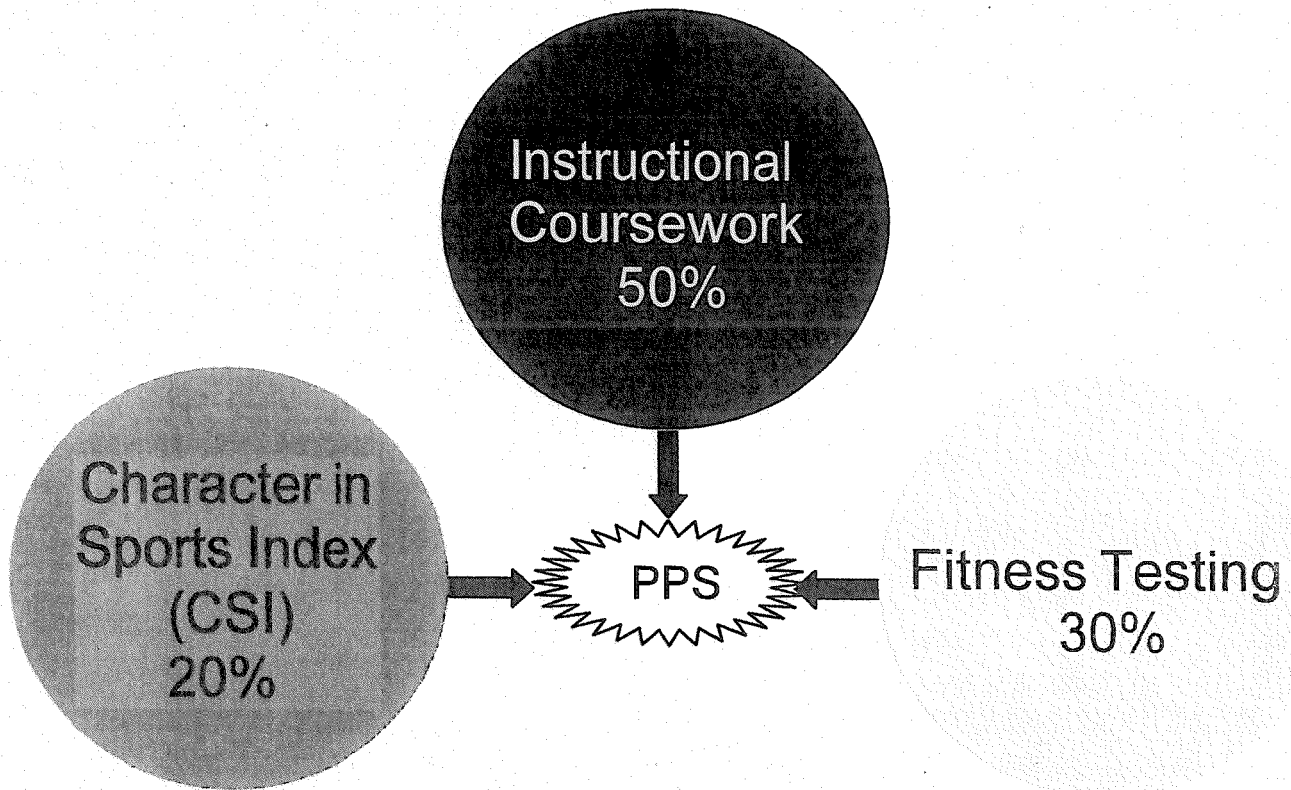 Instructional
Coursework
50%
Character in
Sports Index
(CSI)
20%
PPS
Fitness Testing
30%